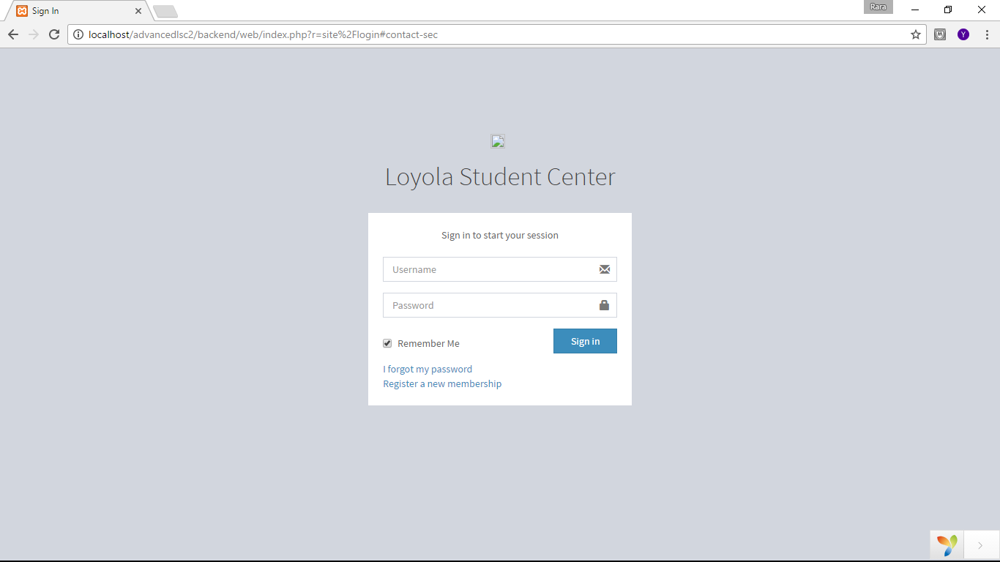 Sign In
Rara
localhost/advancedlsc2/backend/web/index.php?r=site%2Flogin#contact-sec
Y
Loyola Student Center
Sign in to start your session
Username
Password
Remember Me
Sign in
I forgot my password
Register a new membership